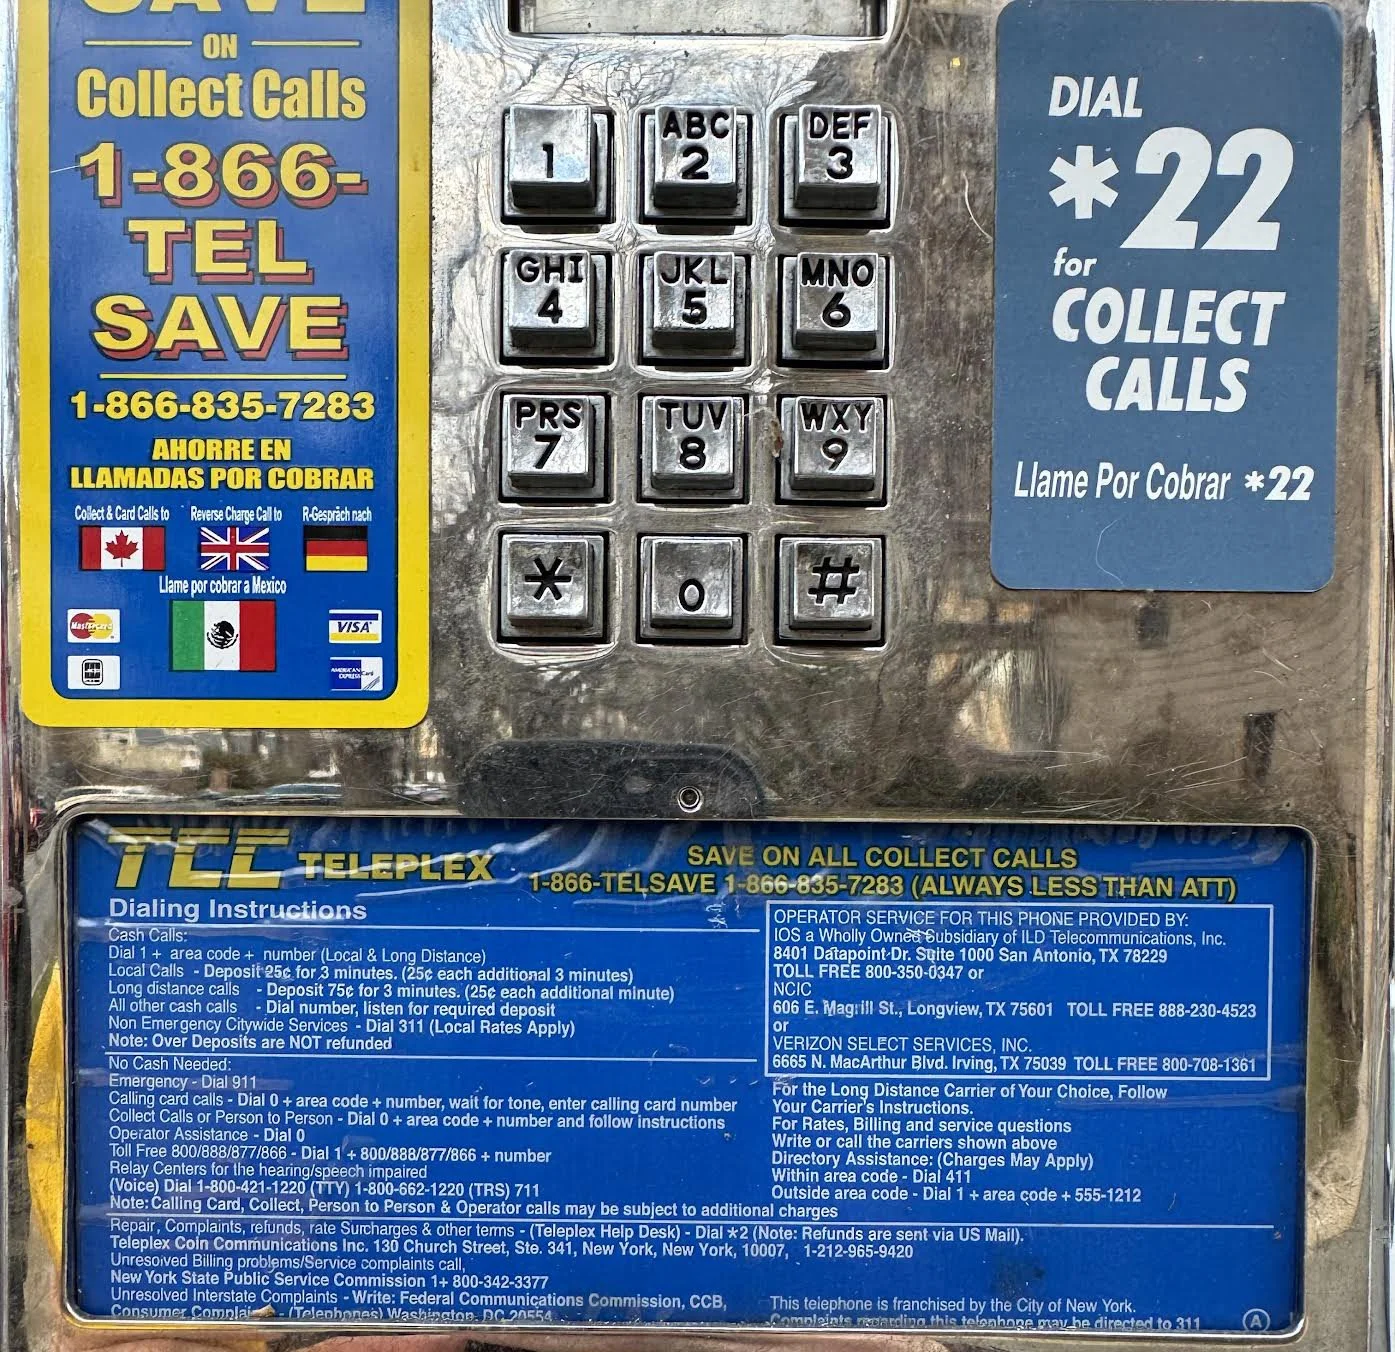 SAVE
ON
Collect Calls
1-866-
TEL
SAVE
1-866-835-7283
AHORRE EN
LLAMADAS POR COBRAR
Collect & Card Calls to
Reverse Charge Call to
R-Gespräch nach
Llame por cobrar a Mexico
MasterCard
VISA
AMERICAN EXPRESS Card
1
ABC
2
DEF
3
GHI
4
JKL
5
MNO
6
PRS
7
TUV
8
WXY
9
*
0
#
DIAL
*22
for
COLLECT
CALLS
Llame Por Cobrar *22
TCC TELEPLEX
SAVE ON ALL COLLECT CALLS
1-866-TELSAVE 1-866-835-7283 (ALWAYS LESS THAN ATT)
Dialing Instructions
Cash Calls:
Dial 1 + area code + number (Local & Long Distance)
Local Calls - Deposit 25¢ for 3 minutes. (25¢ each additional 3 minutes)
Long distance calls - Deposit 75¢ for 3 minutes. (25¢ each additional minute)
All other cash calls - Dial number, listen for required deposit
Non Emergency Citywide Services - Dial 311 (Local Rates Apply)
Note: Over Deposits are NOT refunded
No Cash Needed:
Emergency - Dial 911
Calling card calls - Dial 0 + area code + number, wait for tone, enter calling card number
Collect Calls or Person to Person - Dial 0 + area code + number and follow instructions
Operator Assistance - Dial 0
Toll Free 800/888/877/866 - Dial 1 + 800/888/877/866 + number
Relay Centers for the hearing/speech impaired
(Voice) Dial 1-800-421-1220 (TTY) 1-800-662-1220 (TRS) 711
Note: Calling Card, Collect, Person to Person & Operator calls may be subject to additional charges
OPERATOR SERVICE FOR THIS PHONE PROVIDED BY:
IOS a Wholly Owned Subsidiary of ILD Telecommunications, Inc.
8401 Datapoint Dr. Suite 1000 San Antonio, TX 78229
TOLL FREE 800-350-0347 or
NCIC
606 E. Magrill St., Longview, TX 75601 TOLL FREE 888-230-4523
or
VERIZON SELECT SERVICES, INC.
6665 N. MacArthur Blvd. Irving, TX 75039 TOLL FREE 800-708-1361
For the Long Distance Carrier of Your Choice, Follow
Your Carrier's Instructions.
For Rates, Billing and service questions
Write or call the carriers shown above
Directory Assistance: (Charges May Apply)
Within area code - Dial 411
Outside area code - Dial 1 + area code + 555-1212
Repair, Complaints, refunds, rate Surcharges & other terms - (Teleplex Help Desk) - Dial *2 (Note: Refunds are sent via US Mail).
Teleplex Coin Communications Inc. 130 Church Street, Ste. 341, New York, New York, 10007, 1-212-965-9420
Unresolved Billing problems/Service complaints call,
New York State Public Service Commission 1+ 800-342-3377
Unresolved Interstate Complaints - Write: Federal Communications Commission, CCB,
Consumer Complaints - (Telephones) Washington, DC 20554
This telephone is franchised by the City of New York.
Complaints regarding this telephone may be directed to 311
A